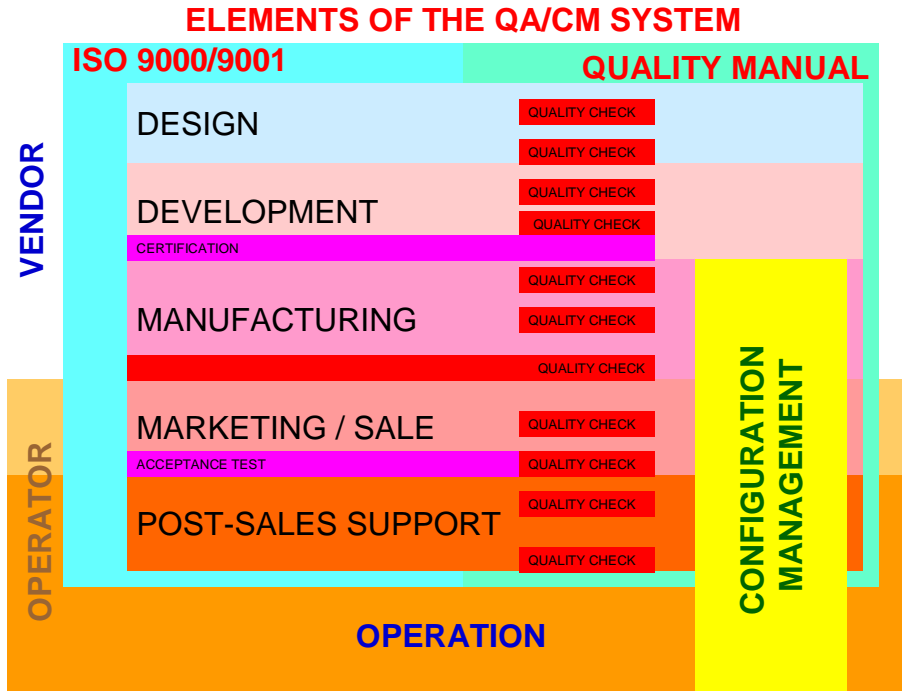 ELEMENTS OF THE QA/CM SYSTEM
ISO 9000/9001
QUALITY MANUAL
VENDOR
DESIGN
QUALITY CHECK
QUALITY CHECK
DEVELOPMENT
QUALITY CHECK
QUALITY CHECK
CERTIFICATION
MANUFACTURING
QUALITY CHECK
QUALITY CHECK
QUALITY CHECK
OPERATOR
MARKETING / SALE
QUALITY CHECK
ACCEPTANCE TEST
QUALITY CHECK
POST-SALES SUPPORT
QUALITY CHECK
QUALITY CHECK
CONFIGURATION
MANAGEMENT
OPERATION